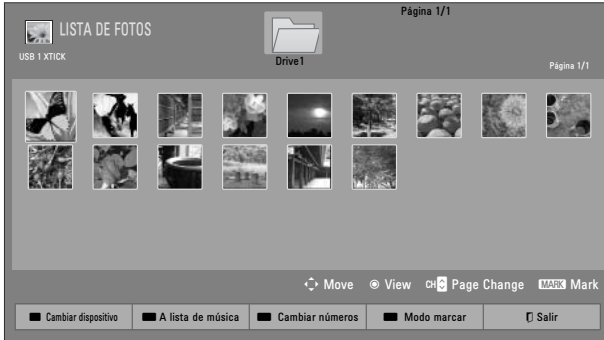 Página 1/1
LISTA DE FOTOS
USB 1 XTICK
Drive1
Página 1/1
Move View CH Page Change MARK Mark
Cambiar dispositivo A lista de música Cambiar números Modo marcar Salir